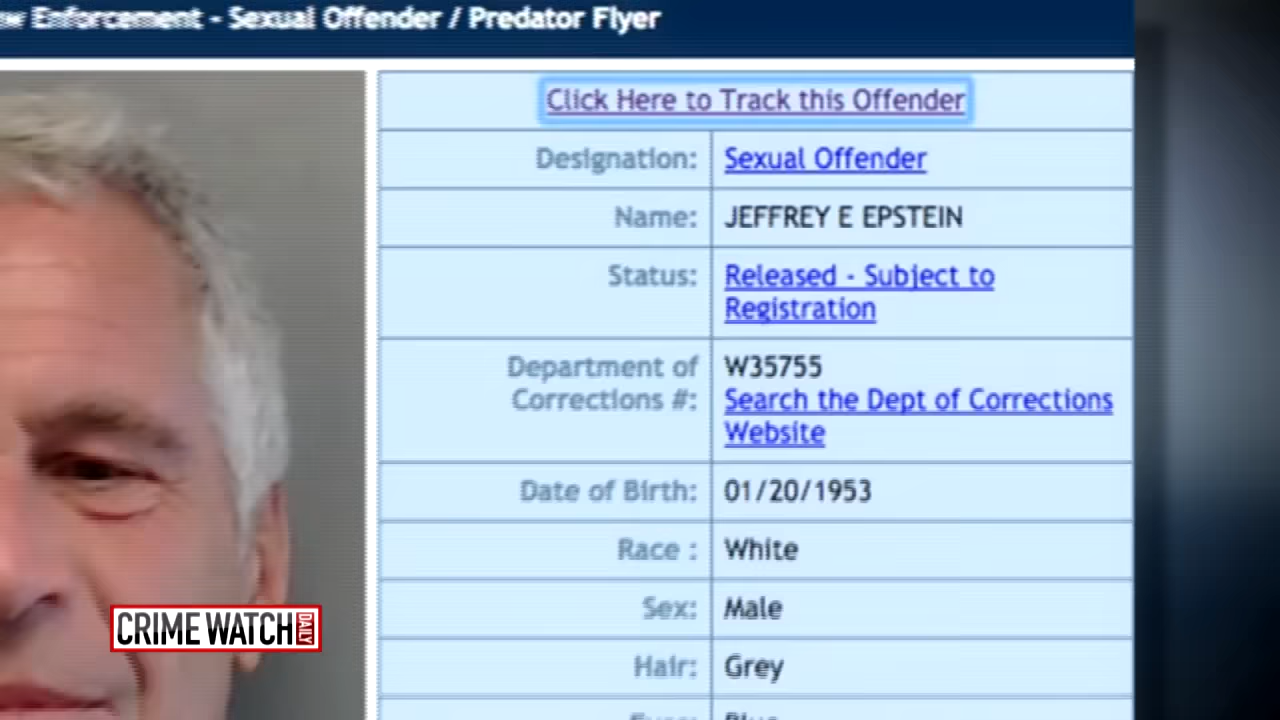 Enforcement - Sexual Offender / Predator Flyer
Click Here to Track this Offender
Designation: Sexual Offender
Name: JEFFREY E EPSTEIN
Status: Released - Subject to
Registration
Department of W35755
Corrections #: Search the Dept of Corrections
Website
Date of Birth: 01/20/1953
Race : White
Sex: Male
Hair: Grey
CRIME WATCH DAILY